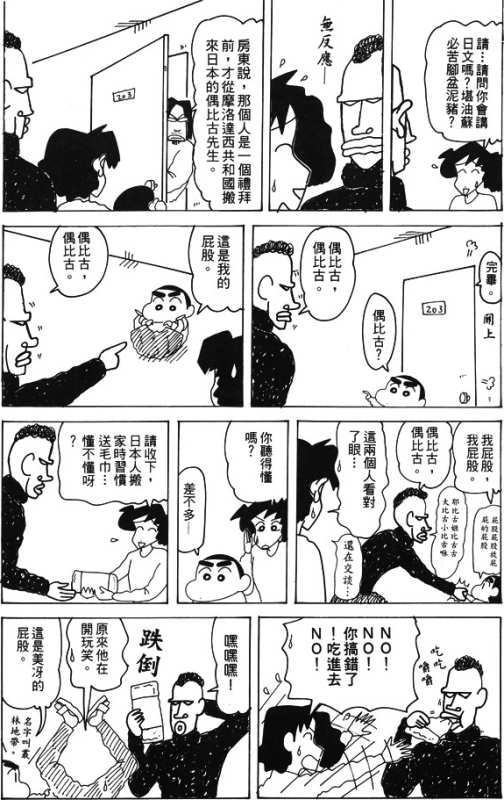 請…請問你會講
日文嗎？堪油蘇
必苦腳盆泥豬？
無反應—
房東說，那個人是一個禮拜
前，才從摩洛達西共和國搬
來日本的偶比古先生。
203
完畢。
閉上
203
偶比古？
偶比古，
偶比古。
這是我的
屁股。
偶比古，
偶比古。
我屁股，
我屁股。
屁股屁股放屁
屁的屁股
偶比古，
偶比古。
耶比古姬比古古
大比古小比古咻
這兩個人看對
了眼…
還在交談…
你聽得懂
嗎？
差不多—
請收下，
日本人搬
家時習慣
送毛巾…
懂不懂呀
？
吃吃
嚼嚼
NO！
NO！
你搞錯了
！吃進去
NO！
嘿嘿嘿！
跌倒
原來他在
開玩笑。
這是美冴的
屁股。
名字叫叢
林地帶。